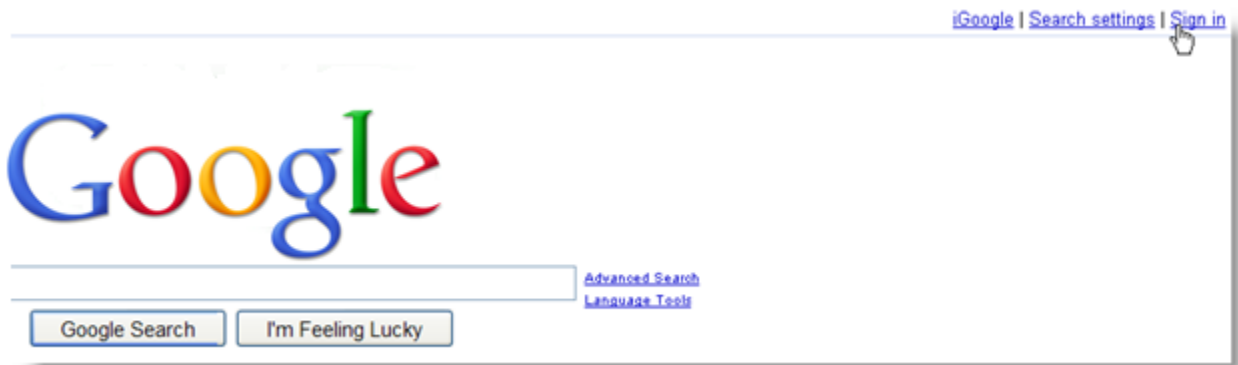 iGoogle | Search settings | Sign in
Google
Advanced Search
Language Tools
Google Search
I'm Feeling Lucky